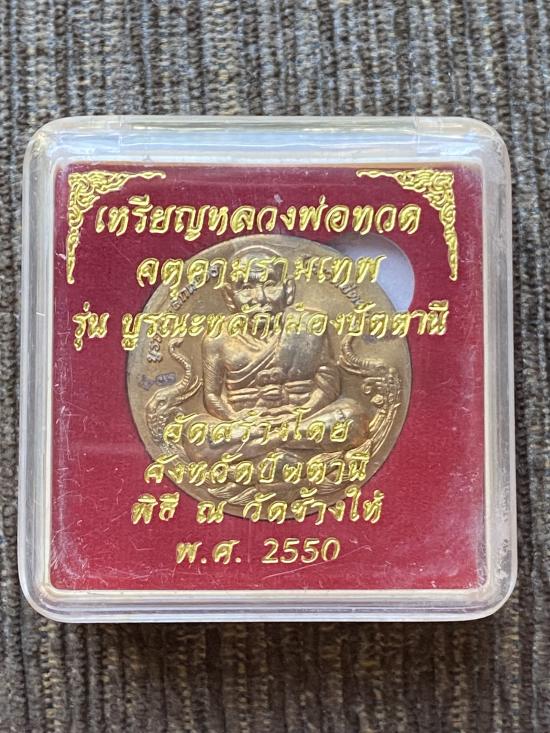 เหรียญหลวงพ่อทวด
จตุคามรามเทพ
รุ่น บูรณะหลักเมืองปัตตานี
จัดสร้างโดย
จังหวัดปัตตานี
พิธี ณ วัดช้างให้
พ.ศ. 2550